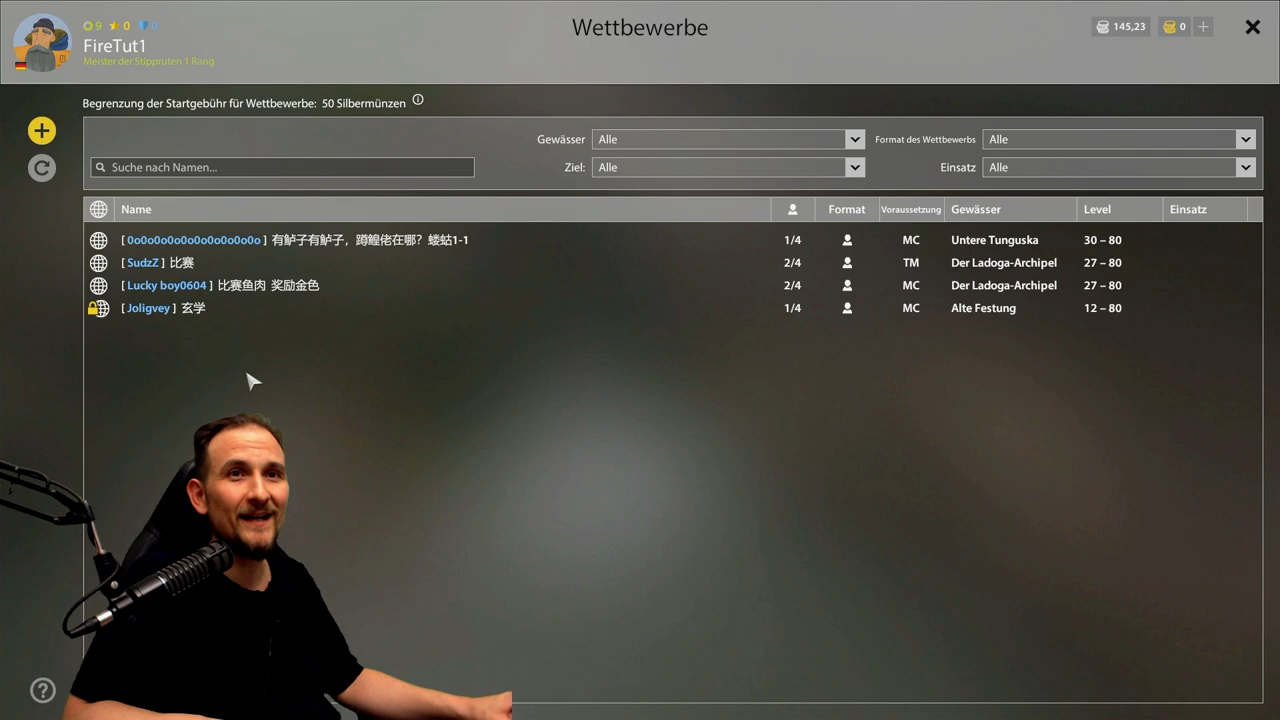 9 0 0
Wettbewerbe
145,23 0
FireTut1
Meister der Stippruten 1 Rang
Begrenzung der Startgebühr für Wettbewerbe: 50 Silbermünzen
Gewässer Alle Format des Wettbewerbs Alle
Suche nach Namen... Ziel: Alle Einsatz Alle
Name Format Voraussetzung Gewässer Level Einsatz
[ 0o0o0o0o0o0o0o0o0o0o ] 有鲈子有鲈子，蹲鳇佬在哪？蝼蛄1-1 1/4 MC Untere Tunguska 30 – 80
[ SudzZ ] 比赛 2/4 TM Der Ladoga-Archipel 27 – 80
[ Lucky boy0604 ] 比赛鱼肉 奖励金色 2/4 MC Der Ladoga-Archipel 27 – 80
[ Joligvey ] 玄学 1/4 MC Alte Festung 12 – 80